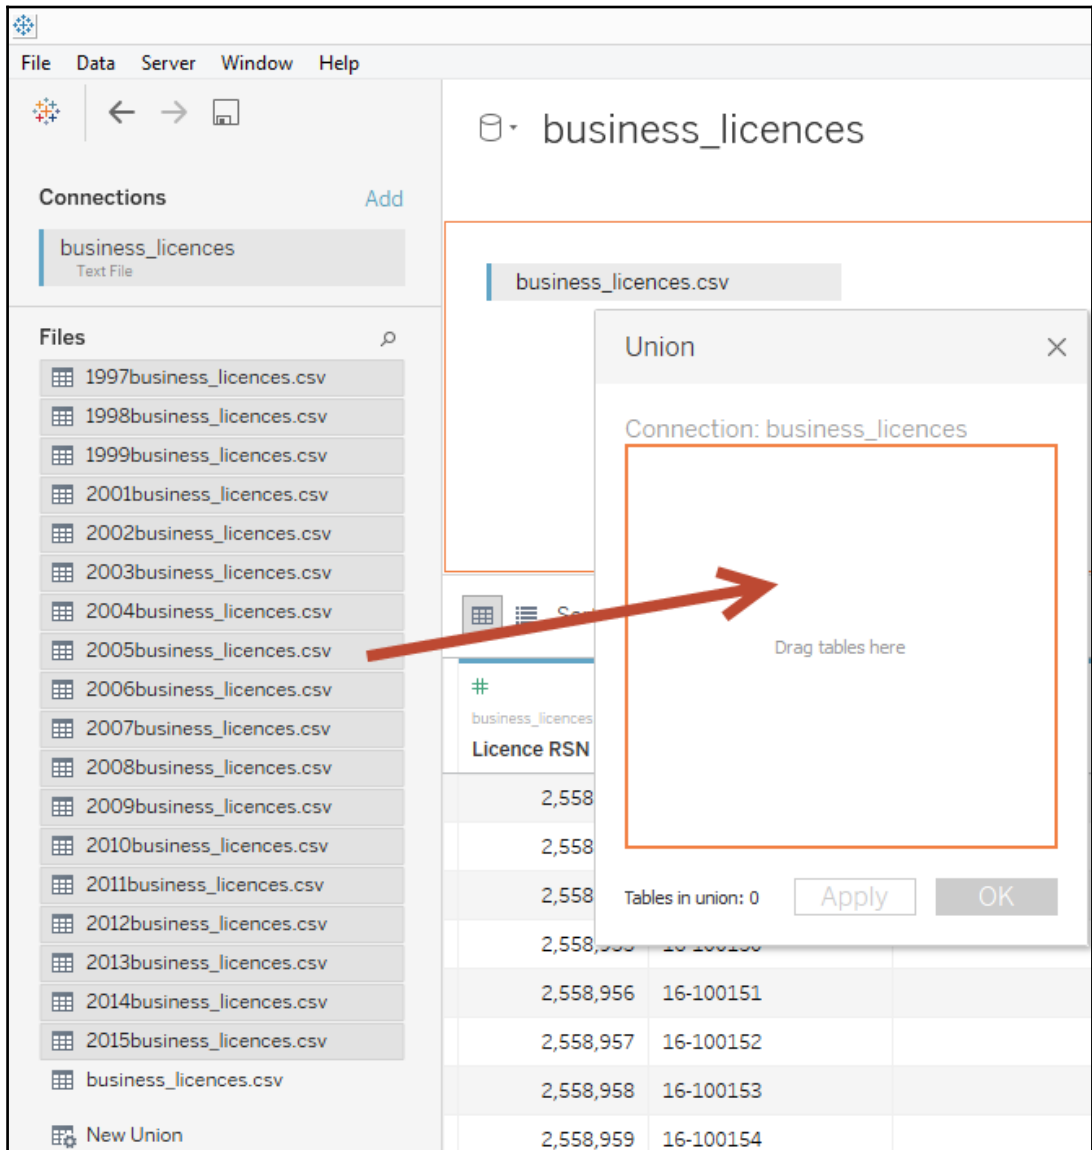 File Data Server Window Help
business_licences
Connections Add
business_licences
Text File
business_licences.csv
Files
1997business_licences.csv
1998business_licences.csv
1999business_licences.csv
2001business_licences.csv
2002business_licences.csv
2003business_licences.csv
2004business_licences.csv
2005business_licences.csv
2006business_licences.csv
2007business_licences.csv
2008business_licences.csv
2009business_licences.csv
2010business_licences.csv
2011business_licences.csv
2012business_licences.csv
2013business_licences.csv
2014business_licences.csv
2015business_licences.csv
business_licences.csv
New Union
Union
Connection: business_licences
Drag tables here
Tables in union: 0 Apply OK
#
business_licences
Licence RSN
2,558
2,558
2,558
2,558,956 16-100151
2,558,957 16-100152
2,558,958 16-100153
2,558,959 16-100154